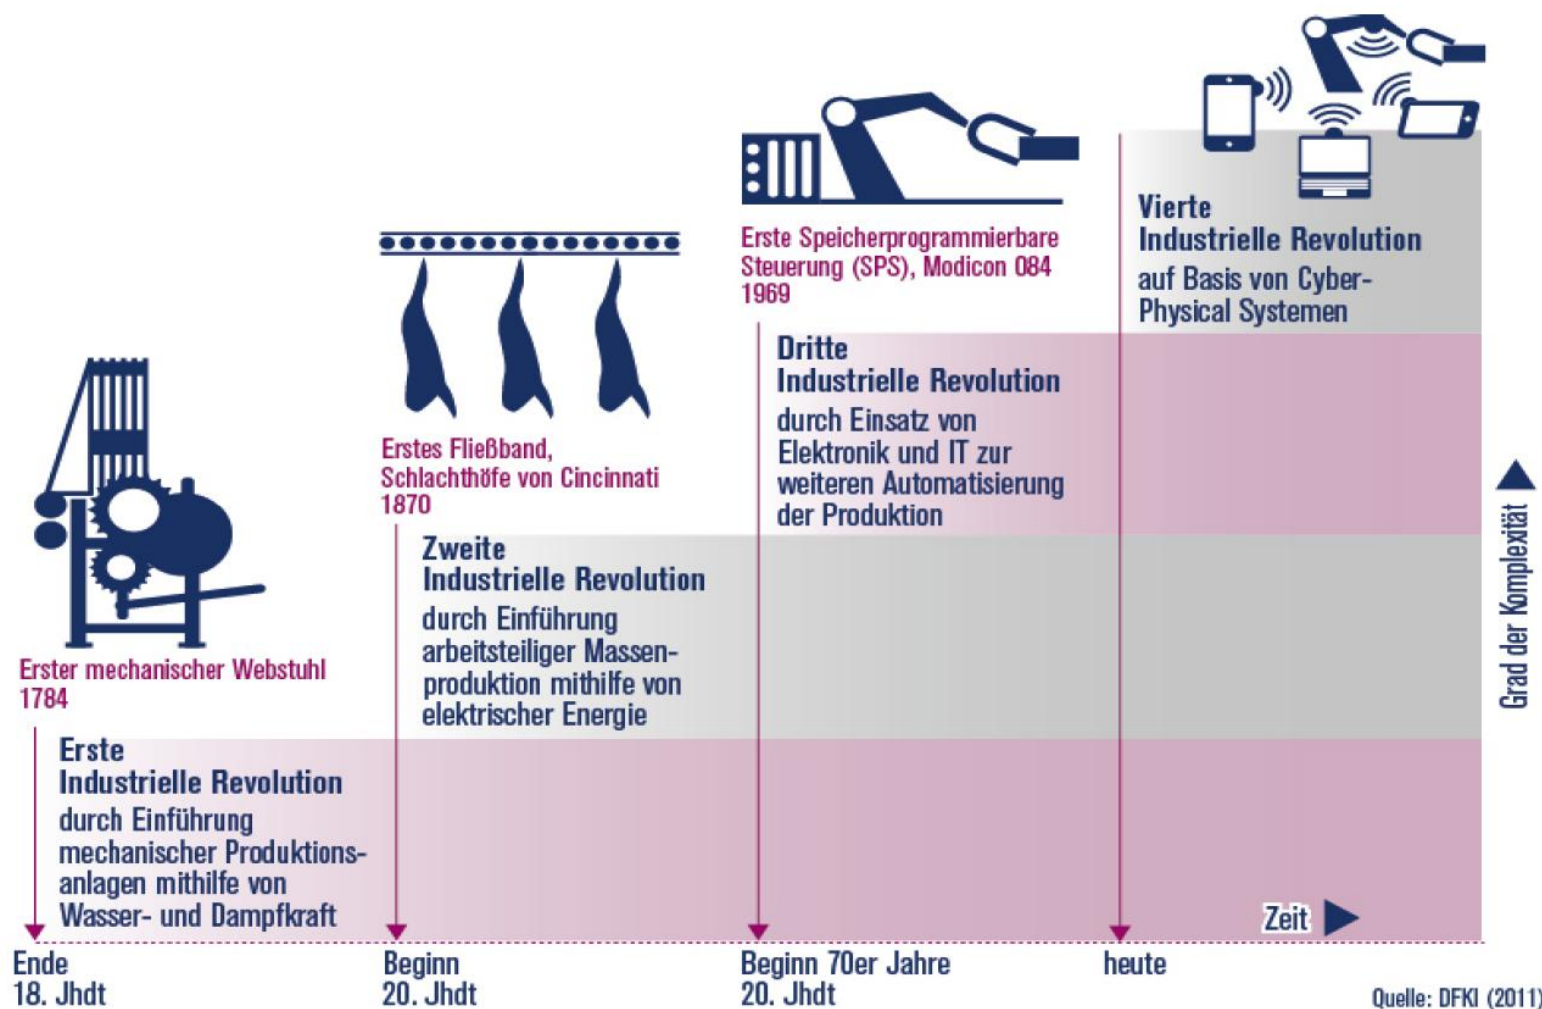 Erster mechanischer Webstuhl
1784
Erste
Industrielle Revolution
durch Einführung
mechanischer Produktions-
anlagen mithilfe von
Wasser- und Dampfkraft
Ende
18. Jhdt
Erstes Fließband,
Schlachthöfe von Cincinnati
1870
Zweite
Industrielle Revolution
durch Einführung
arbeitsteiliger Massen-
produktion mithilfe von
elektrischer Energie
Beginn
20. Jhdt
Erste Speicherprogrammierbare
Steuerung (SPS), Modicon 084
1969
Dritte
Industrielle Revolution
durch Einsatz von
Elektronik und IT zur
weiteren Automatisierung
der Produktion
Beginn 70er Jahre
20. Jhdt
Vierte
Industrielle Revolution
auf Basis von Cyber-
Physical Systemen
heute
Zeit
Grad der Komplexität
Quelle: DFKI (2011)